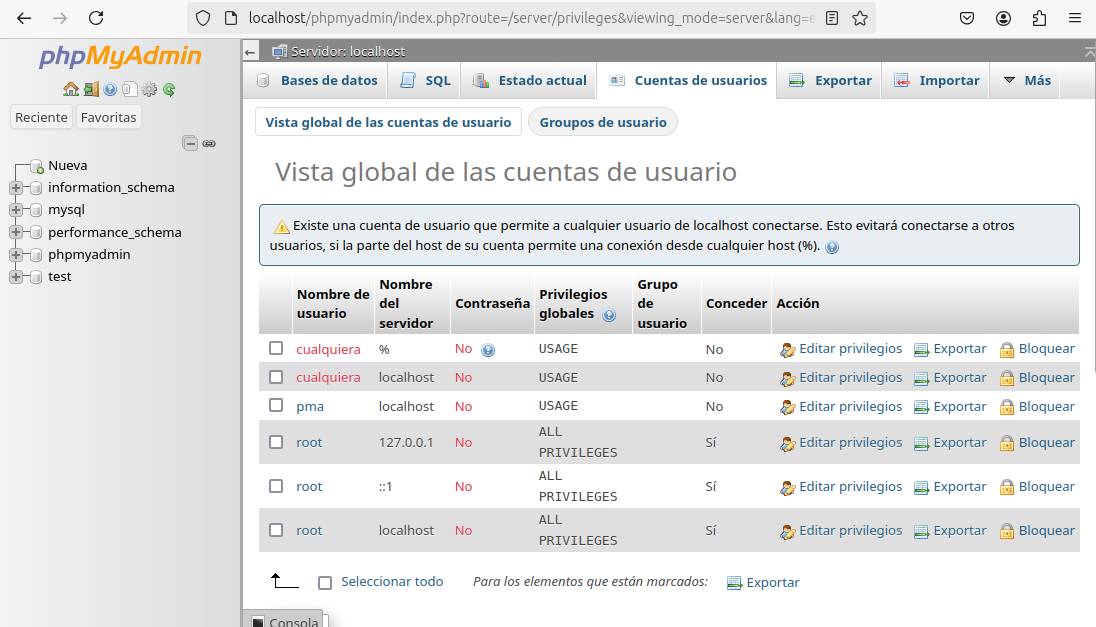 localhost/phpmyadmin/index.php?route=/server/privileges&viewing_mode=server&lang=e
phpMyAdmin
Reciente Favoritas
Nueva
information_schema
mysql
performance_schema
phpmyadmin
test
Servidor: localhost
Bases de datos SQL Estado actual Cuentas de usuarios Exportar Importar Más
Vista global de las cuentas de usuario Groupos de usuario
Vista global de las cuentas de usuario
Existe una cuenta de usuario que permite a cualquier usuario de localhost conectarse. Esto evitará conectarse a otros
usuarios, si la parte del host de su cuenta permite una conexión desde cualquier host (%).
Nombre de usuario Nombre del servidor Contraseña Privilegios globales Grupo de usuario Conceder Acción
cualquiera % No USAGE No Editar privilegios Exportar Bloquear
cualquiera localhost No USAGE No Editar privilegios Exportar Bloquear
pma localhost No USAGE No Editar privilegios Exportar Bloquear
root 127.0.0.1 No ALL PRIVILEGES Sí Editar privilegios Exportar Bloquear
root ::1 No ALL PRIVILEGES Sí Editar privilegios Exportar Bloquear
root localhost No ALL PRIVILEGES Sí Editar privilegios Exportar Bloquear
Seleccionar todo Para los elementos que están marcados: Exportar
Consola